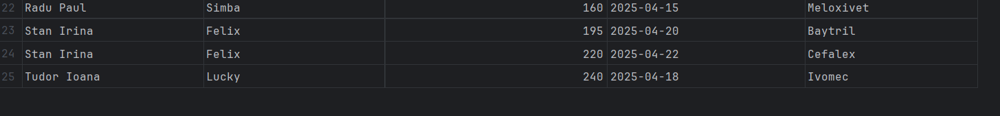 22 Radu Paul Simba 160 2025-04-15 Meloxivet
23 Stan Irina Felix 195 2025-04-20 Baytril
24 Stan Irina Felix 220 2025-04-22 Cefalex
25 Tudor Ioana Lucky 240 2025-04-18 Ivomec